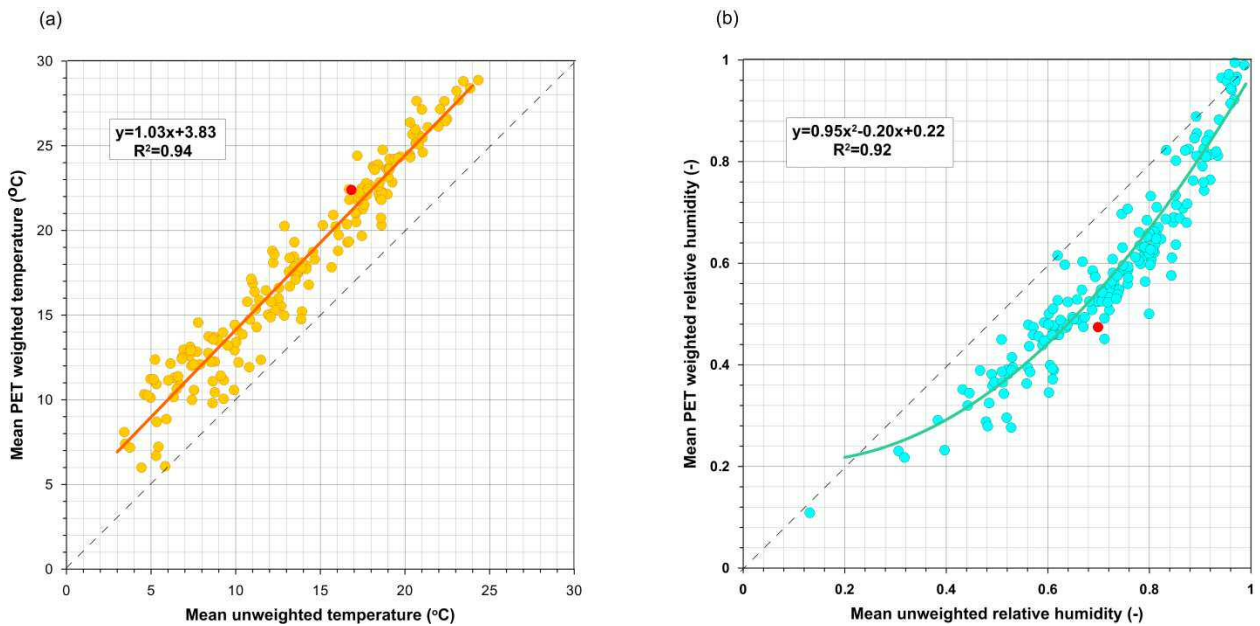 (a)
30
25
20
15
10
5
0
0
5
10
15
20
25
30
y=1.03x+3.83
R²=0.94
Mean PET weighted temperature (ºC)
Mean unweighted temperature (ºC)
(b)
1
0.8
0.6
0.4
0.2
0
0
0.2
0.4
0.6
0.8
1
y=0.95x²-0.20x+0.22
R²=0.92
Mean PET weighted relative humidity (-)
Mean unweighted relative humidity (-)